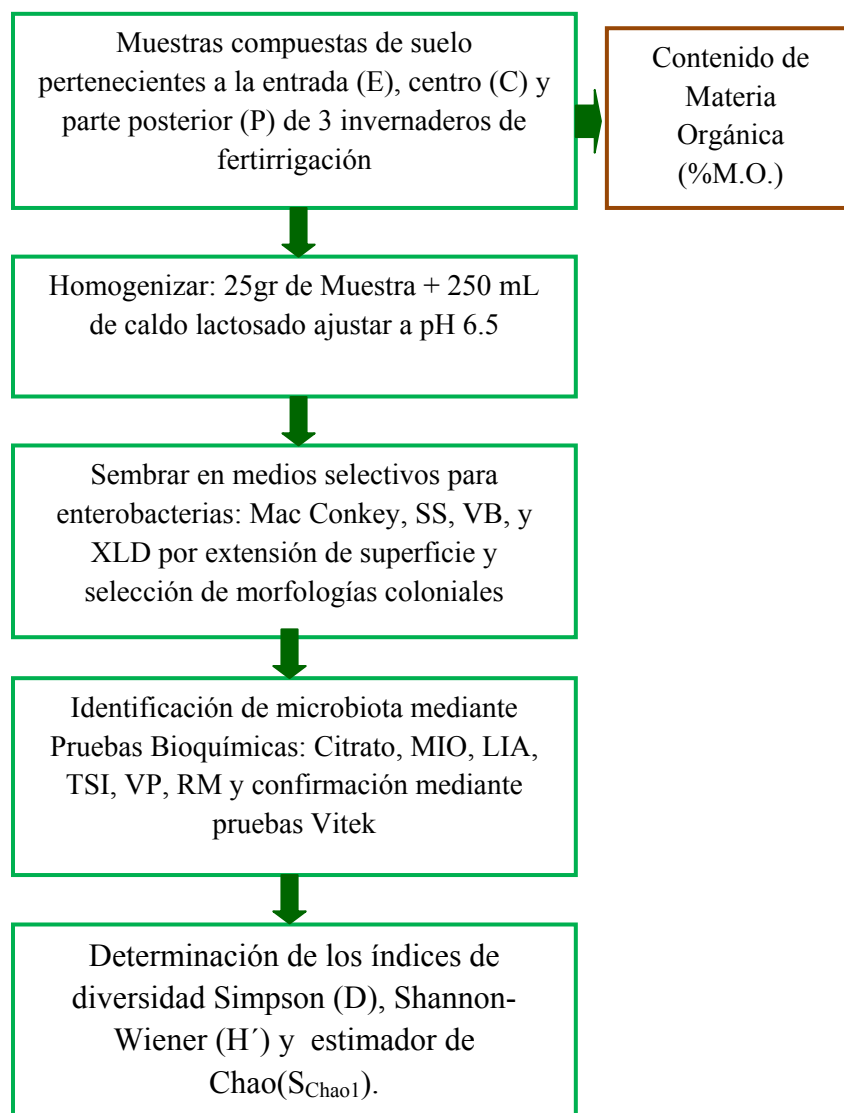 Muestras compuestas de suelo
pertenecientes a la entrada (E), centro (C) y
parte posterior (P) de 3 invernaderos de
fertirrigación
Contenido de
Materia
Orgánica
(%M.O.)
Homogenizar: 25gr de Muestra + 250 mL
de caldo lactosado ajustar a pH 6.5
Sembrar en medios selectivos para
enterobacterias: Mac Conkey, SS, VB, y
XLD por extensión de superficie y
selección de morfologías coloniales
Identificación de microbiota mediante
Pruebas Bioquímicas: Citrato, MIO, LIA,
TSI, VP, RM y confirmación mediante
pruebas Vitek
Determinación de los índices de
diversidad Simpson (D), Shannon-
Wiener (H´) y estimador de
Chao(SChao1).